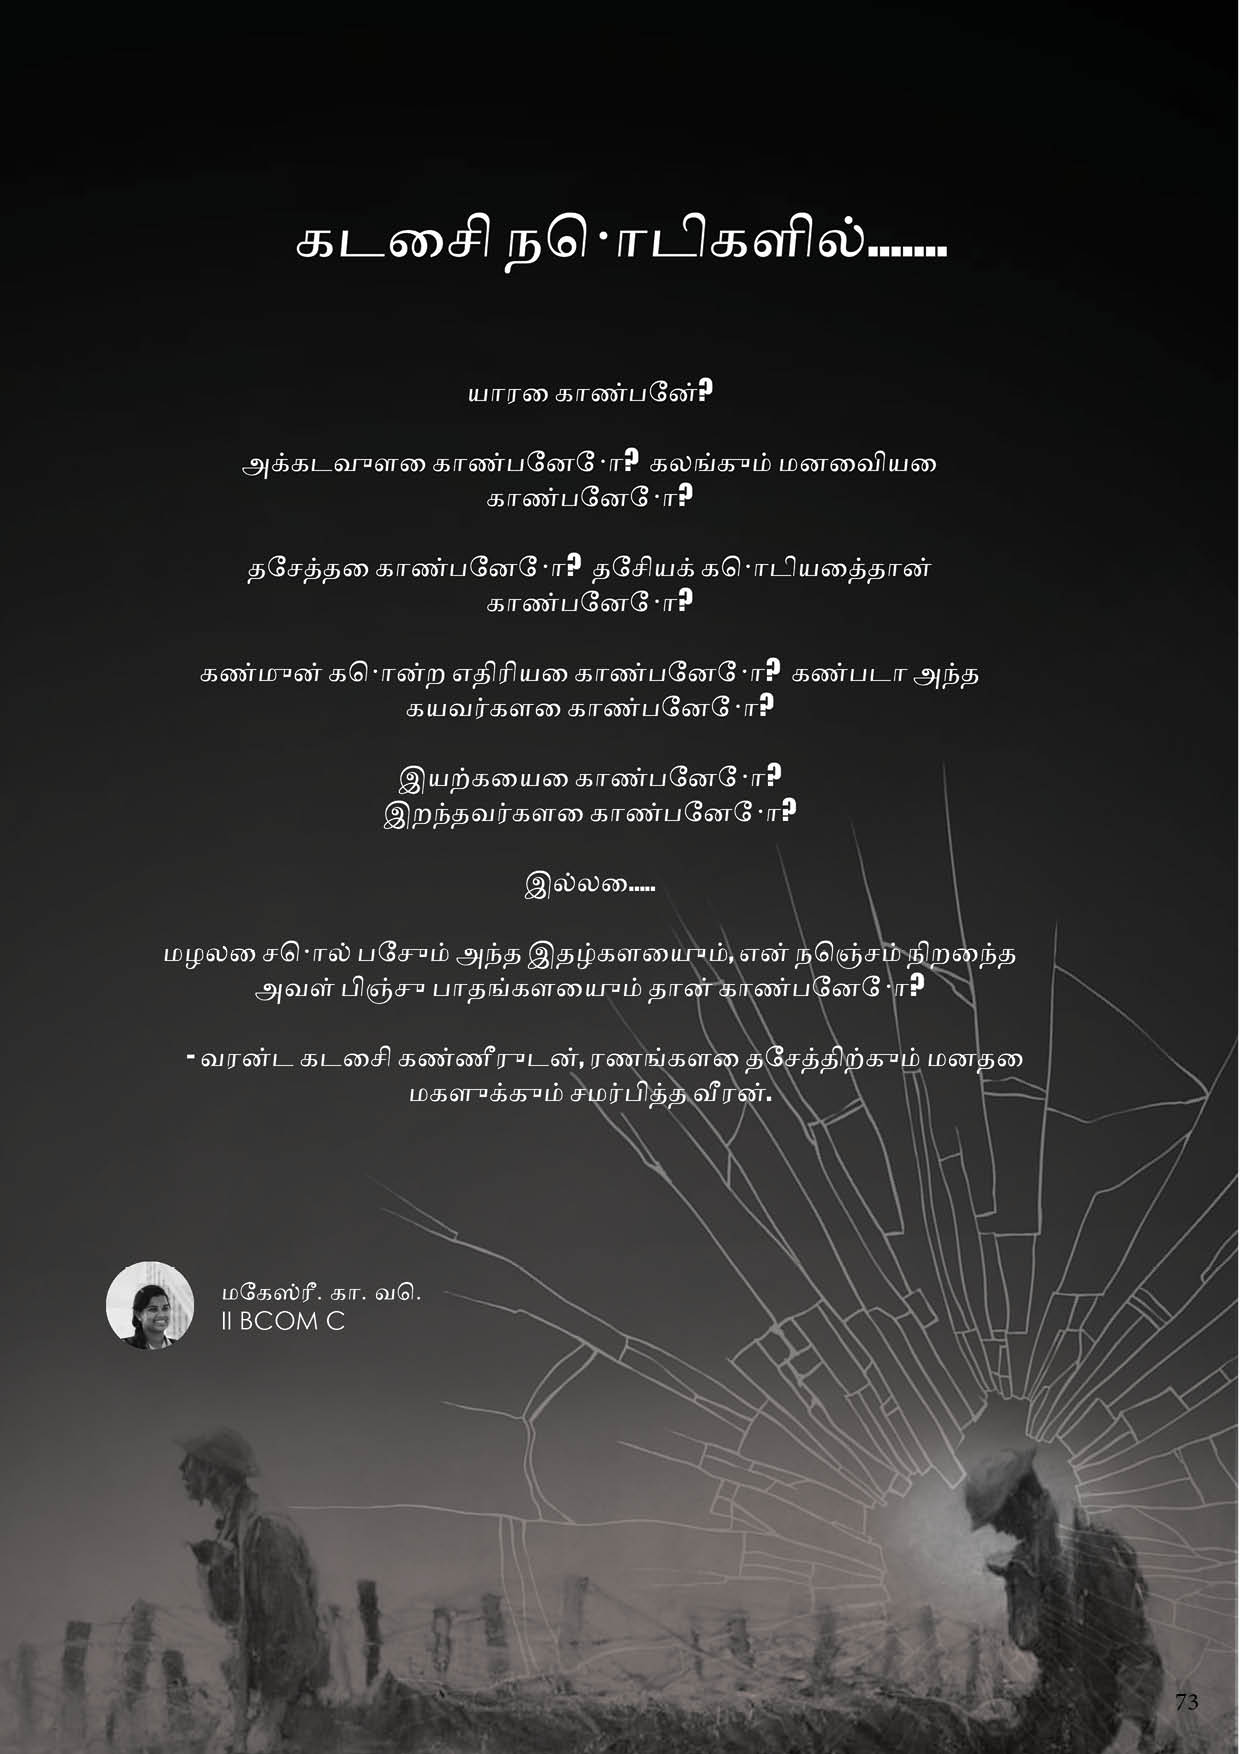 கடைசி நொடிகளில்.......
யாரை காண்பேன்?
அக்கடவுளை காண்பேனோ? கலங்கும் மனைவியை
காண்பேனோ?
தேசத்தை காண்பேனோ? தேசியக் கொடியைத்தான்
காண்பேனோ?
கண்முன் கொன்ற எதிரியை காண்பேனோ? கண்படா அந்த
கயவர்களை காண்பேனோ?
இயற்கையை காண்பேனோ?
இறந்தவர்களை காண்பேனோ?
இல்லை.....
மழலை சொல் பேசும் அந்த இதழ்களையும், என் நெஞ்சம் நிறைந்த
அவள் பிஞ்சு பாதங்களையும் தான் காண்பேனோ?
- வரண்ட கடைசி கண்ணீருடன், ரணங்களை தேசத்திற்கும் மனதை
மகளுக்கும் சமர்பித்த வீரன்.
மகேஸ்ரீ. கா. வெ.
II BCOM C
73